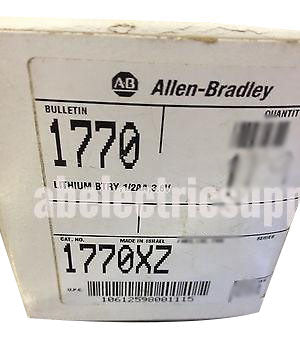 AB Allen-Bradley
BULLETIN
QUANTIT
1770
LITHIUM BTRY 1/2AA 3.6V
abelectricsupp
CAT. NO. MADE IN ISRAEL SERIES
1770XZ
U.P.C.
10612598001115